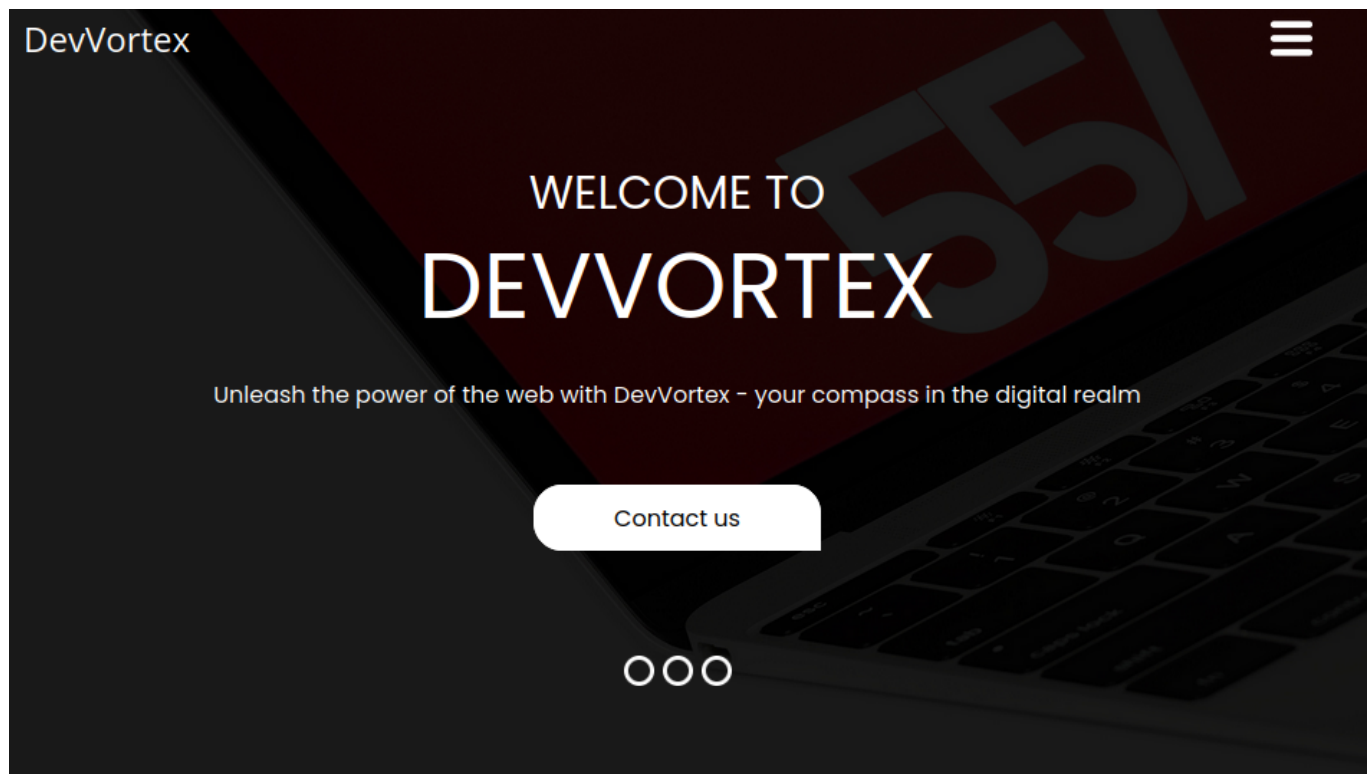 DevVortex
55/
WELCOME TO
DEVVORTEX
Unleash the power of the web with DevVortex - your compass in the digital realm
Contact us